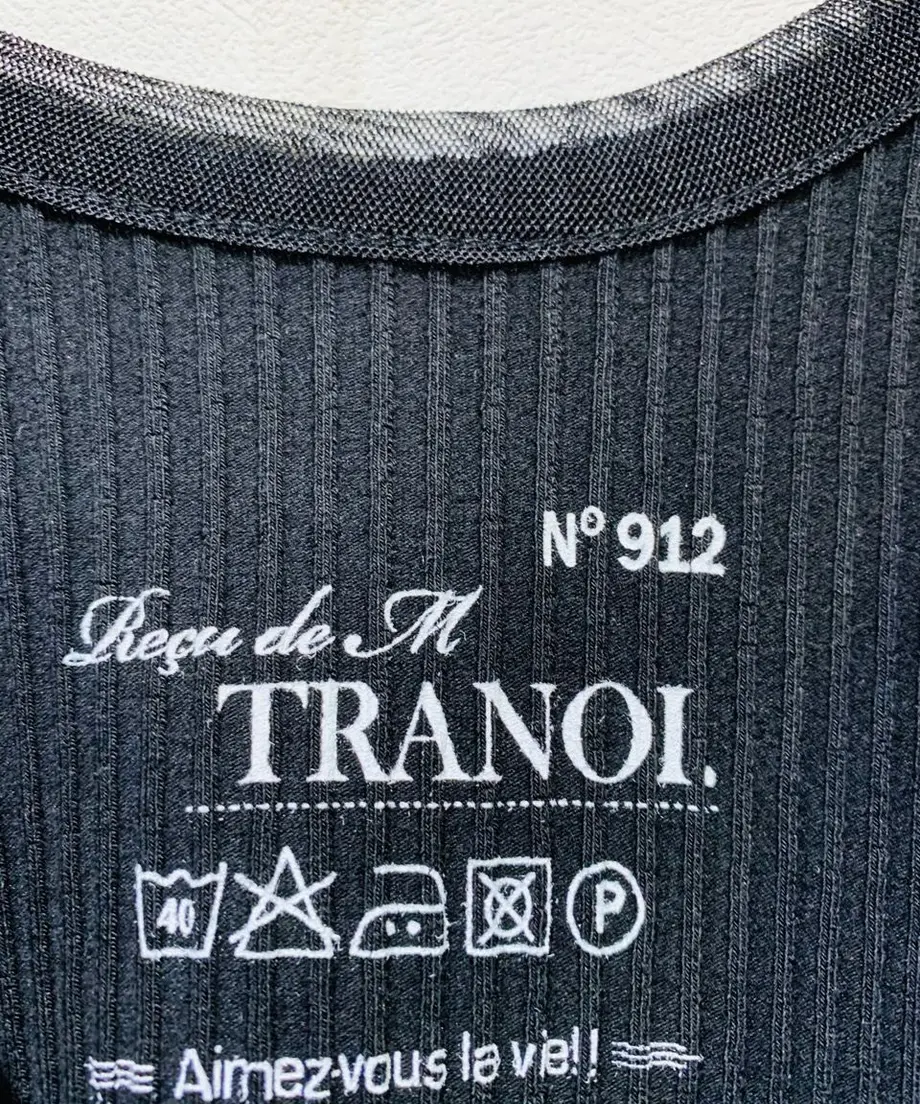 N° 912
Reçu de M
TRANOI.
40 P
Aimez-vous la vie!!